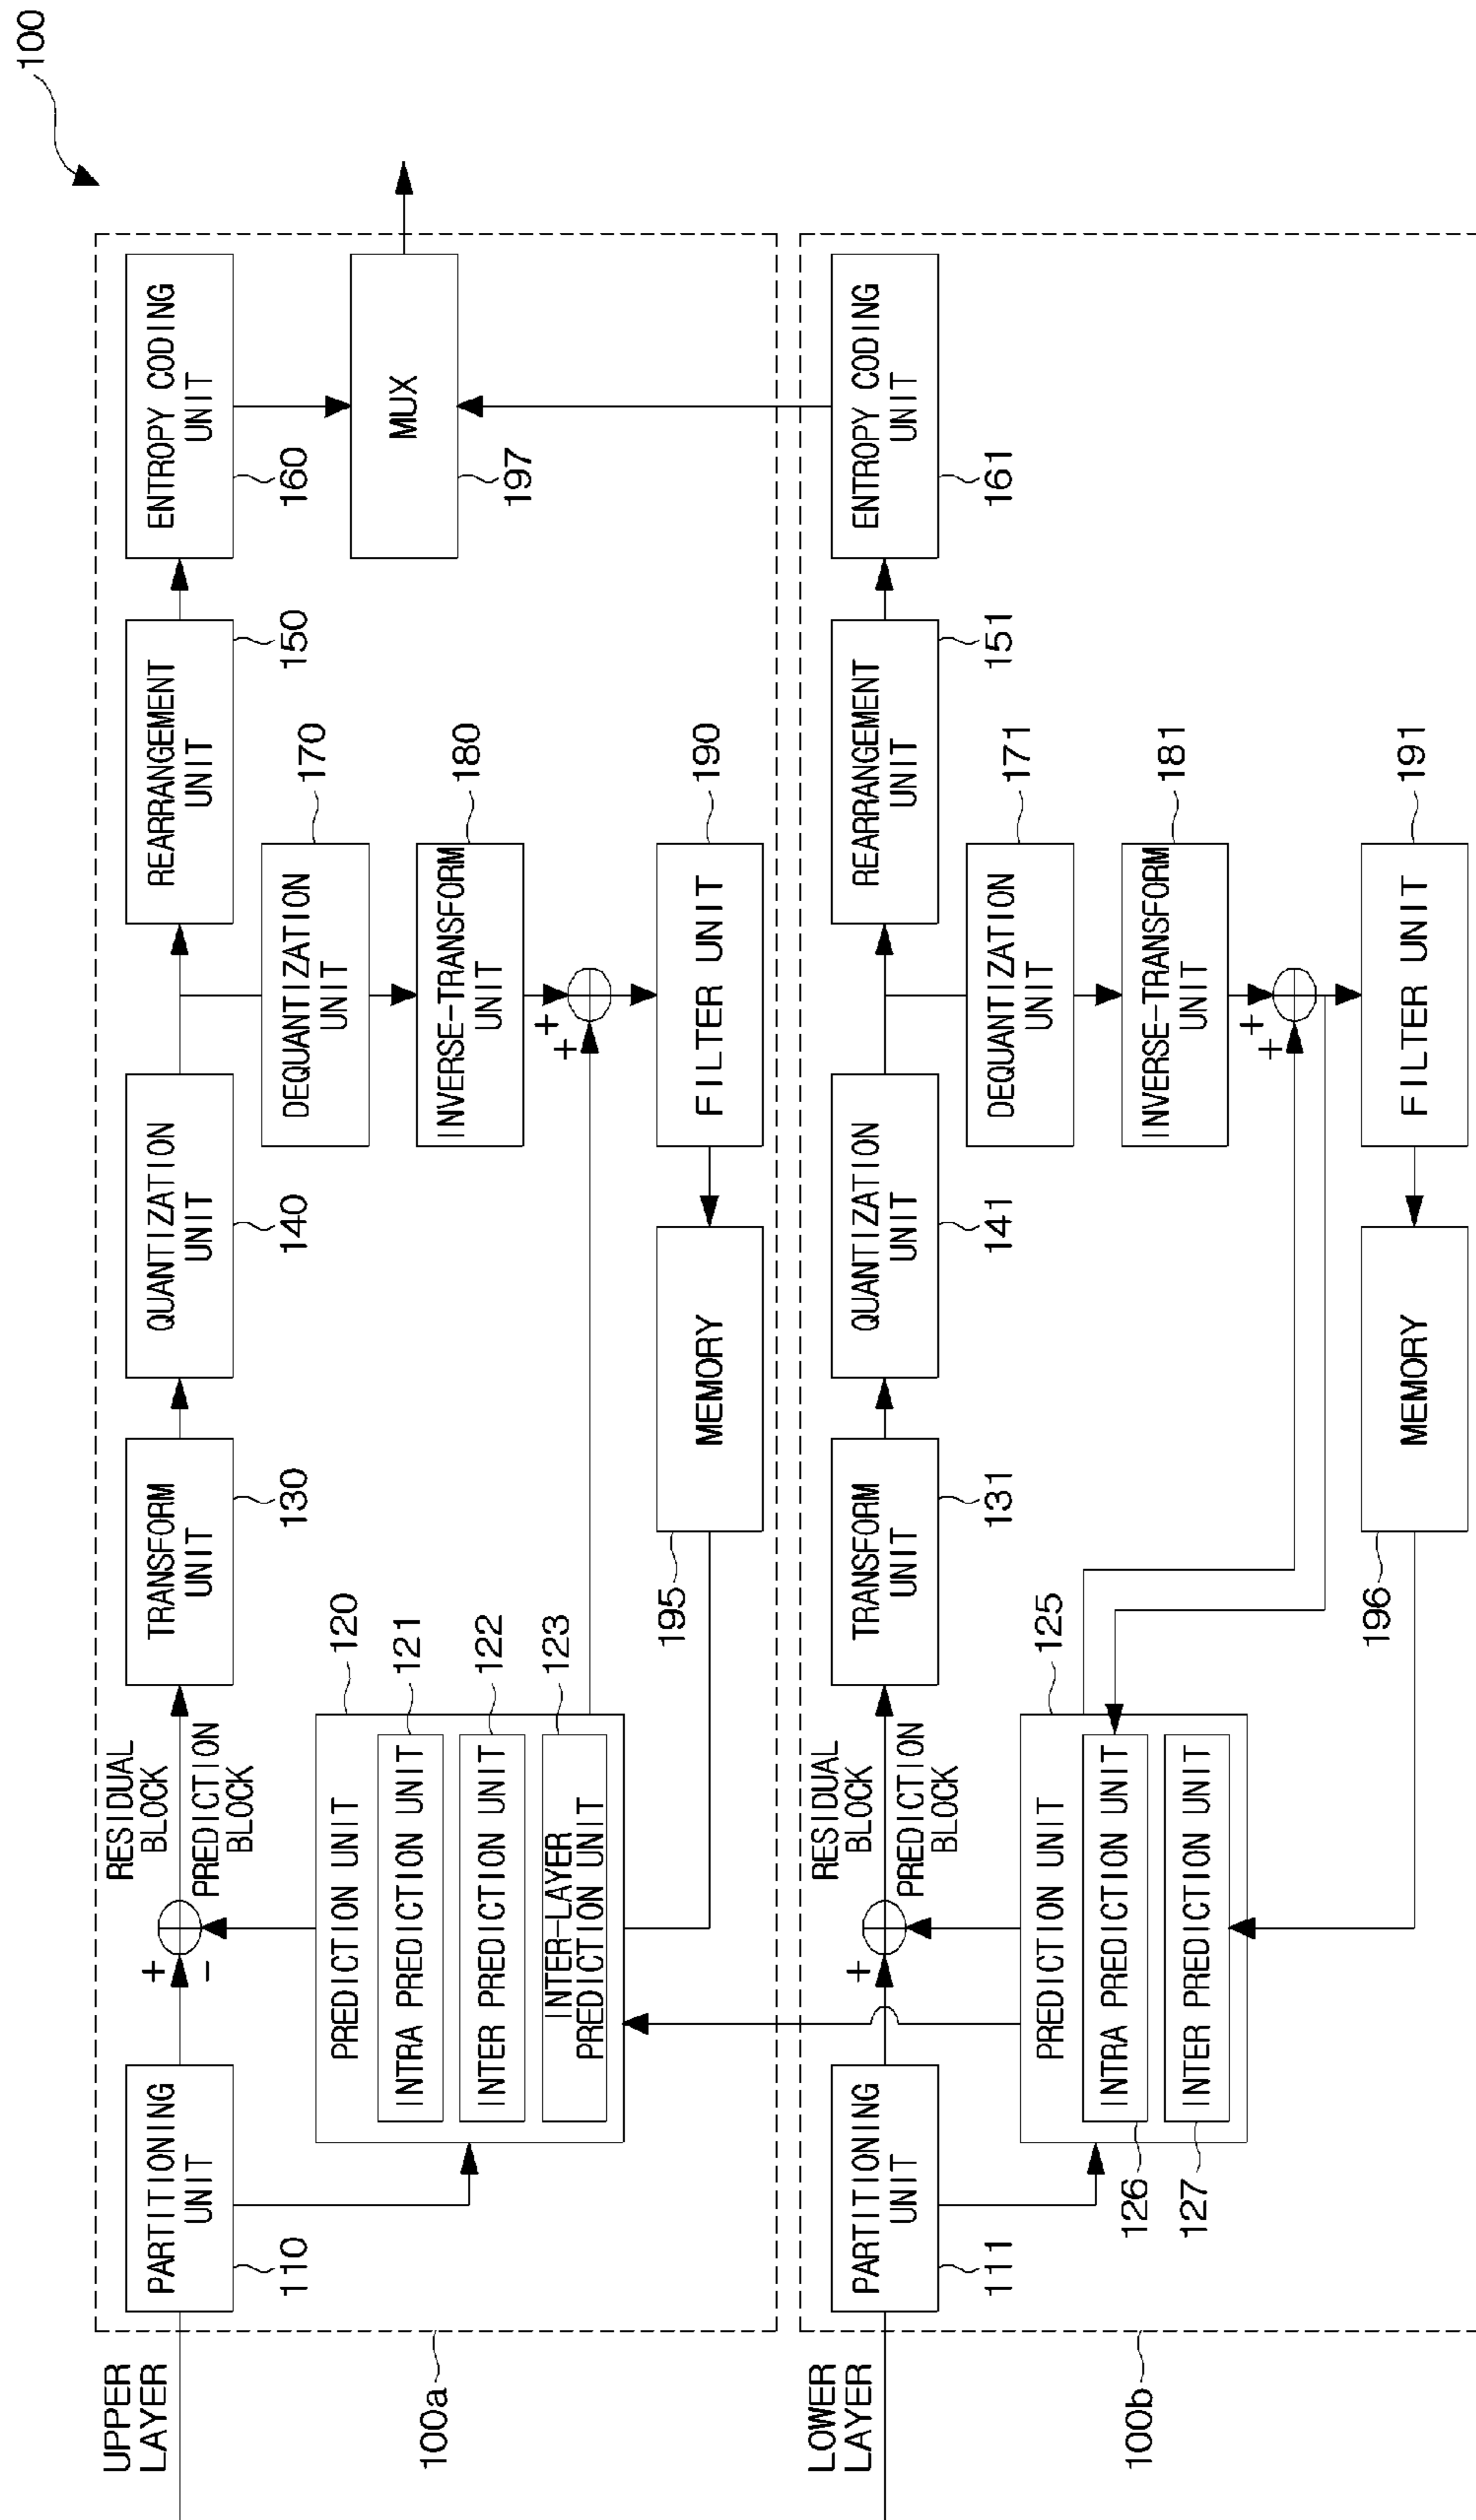 100
UPPER
LAYER
100a
PARTITIONING
UNIT
110
+
-
RESIDUAL
BLOCK
PREDICTION
BLOCK
TRANSFORM
UNIT
130
QUANTIZATION
UNIT
140
REARRANGEMENT
UNIT
150
ENTROPY CODING
UNIT
160
PREDICTION UNIT
120
INTRA PREDICTION UNIT
121
INTER PREDICTION UNIT
122
INTER-LAYER
PREDICTION UNIT
123
DEQUANTIZATION
UNIT
170
INVERSE-TRANSFORM
UNIT
180
+
+
FILTER UNIT
190
MEMORY
195
MUX
197
LOWER
LAYER
100b
PARTITIONING
UNIT
111
+
RESIDUAL
BLOCK
PREDICTION
BLOCK
TRANSFORM
UNIT
131
QUANTIZATION
UNIT
141
REARRANGEMENT
UNIT
151
ENTROPY CODING
UNIT
161
PREDICTION UNIT
125
INTRA PREDICTION UNIT
126
INTER PREDICTION UNIT
127
DEQUANTIZATION
UNIT
171
INVERSE-TRANSFORM
UNIT
181
+
+
FILTER UNIT
191
MEMORY
196